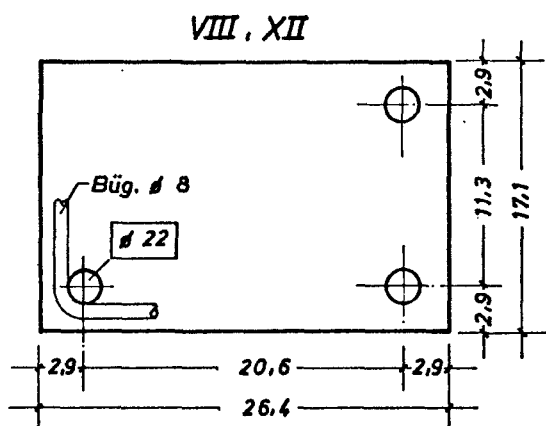 VIII, XII
2,9
Büg. ø 8
ø 22
11,3
17,1
2,9
2,9
20,6
2,9
26,4